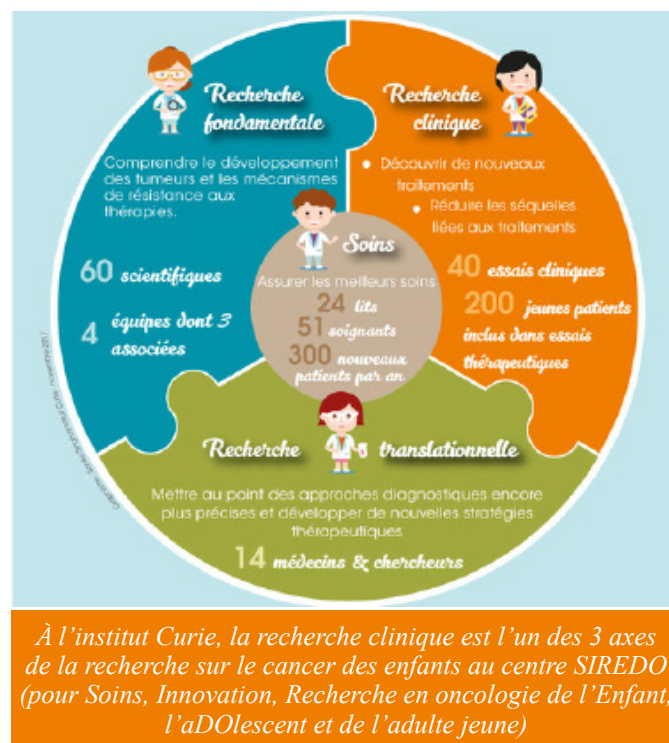 Recherche
fondamentale
Comprendre le développement
des tumeurs et les mécanismes
de résistance aux
thérapies.
60 scientifiques
4 équipes dont 3
associées
Recherche
clinique
• Découvrir de nouveaux
traitements
• Réduire les séquelles
liées aux traitements
40 essais cliniques
200 jeunes patients
inclus dans essais
thérapeutiques
Soins
Assurer les meilleurs soins
24 lits
51 soignants
300 nouveaux
patients par an
Recherche translationnelle
Mettre au point des approches diagnostiques encore
plus précises et développer de nouvelles stratégies
thérapeutiques
14 médecins & chercheurs
À l’institut Curie, la recherche clinique est l’un des 3 axes
de la recherche sur le cancer des enfants au centre SIREDO
(pour Soins, Innovation, Recherche en oncologie de l’Enfant,
l’aDOlescent et de l’adulte jeune)